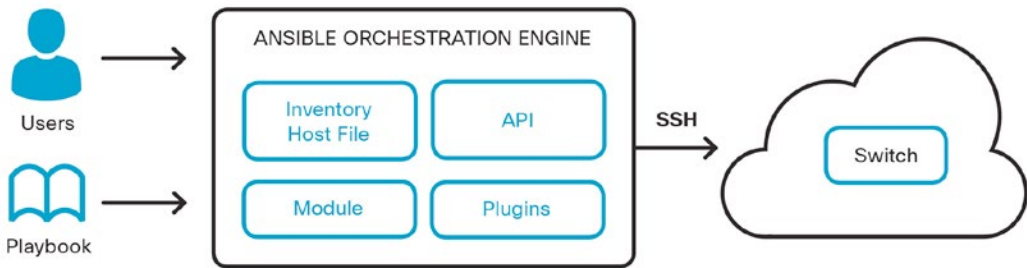 Users
Playbook
ANSIBLE ORCHESTRATION ENGINE
Inventory
Host File
API
Module
Plugins
SSH
Switch